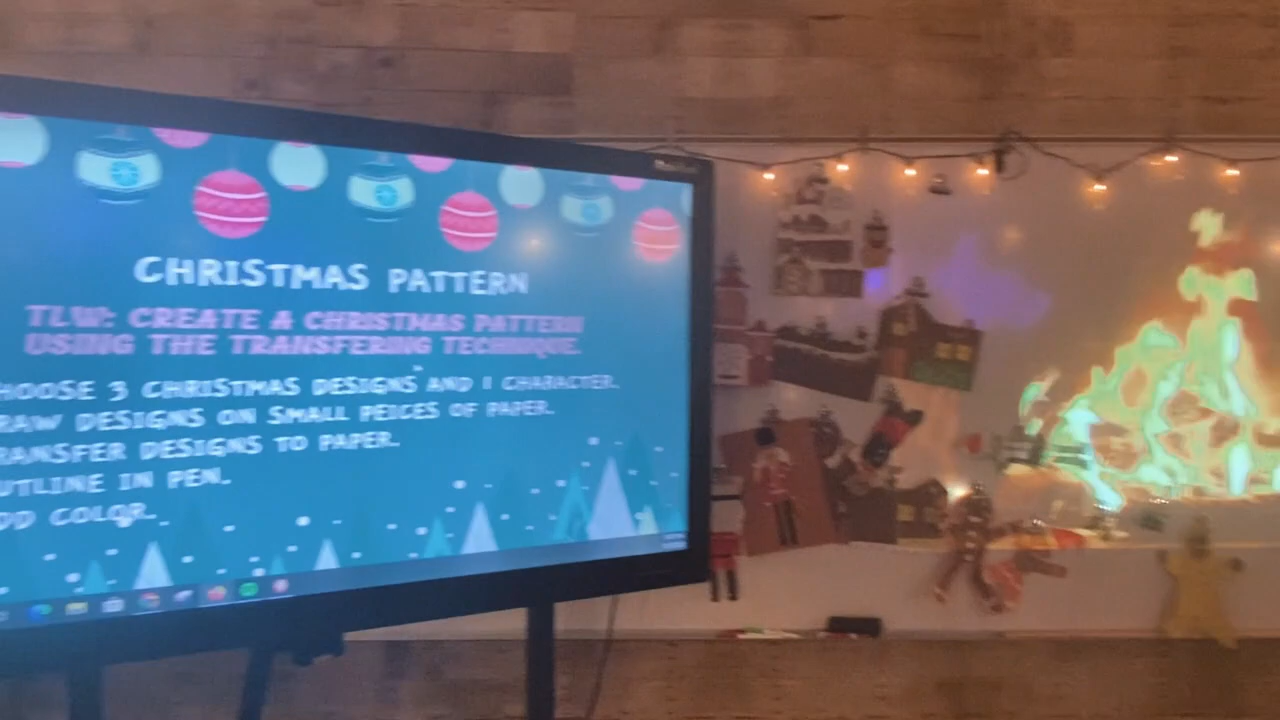 CHRISTMAS PATTERN
TLW: CREATE A CHRISTMAS PATTERN
USING THE TRANSFERING TECHNIQUE.
HOOSE 3 CHRISTMAS DESIGNS AND 1 CHARACTER.
RAW DESIGNS ON SMALL PEICES OF PAPER.
RANSFER DESIGNS TO PAPER.
UTLINE IN PEN.
DD COLOR.